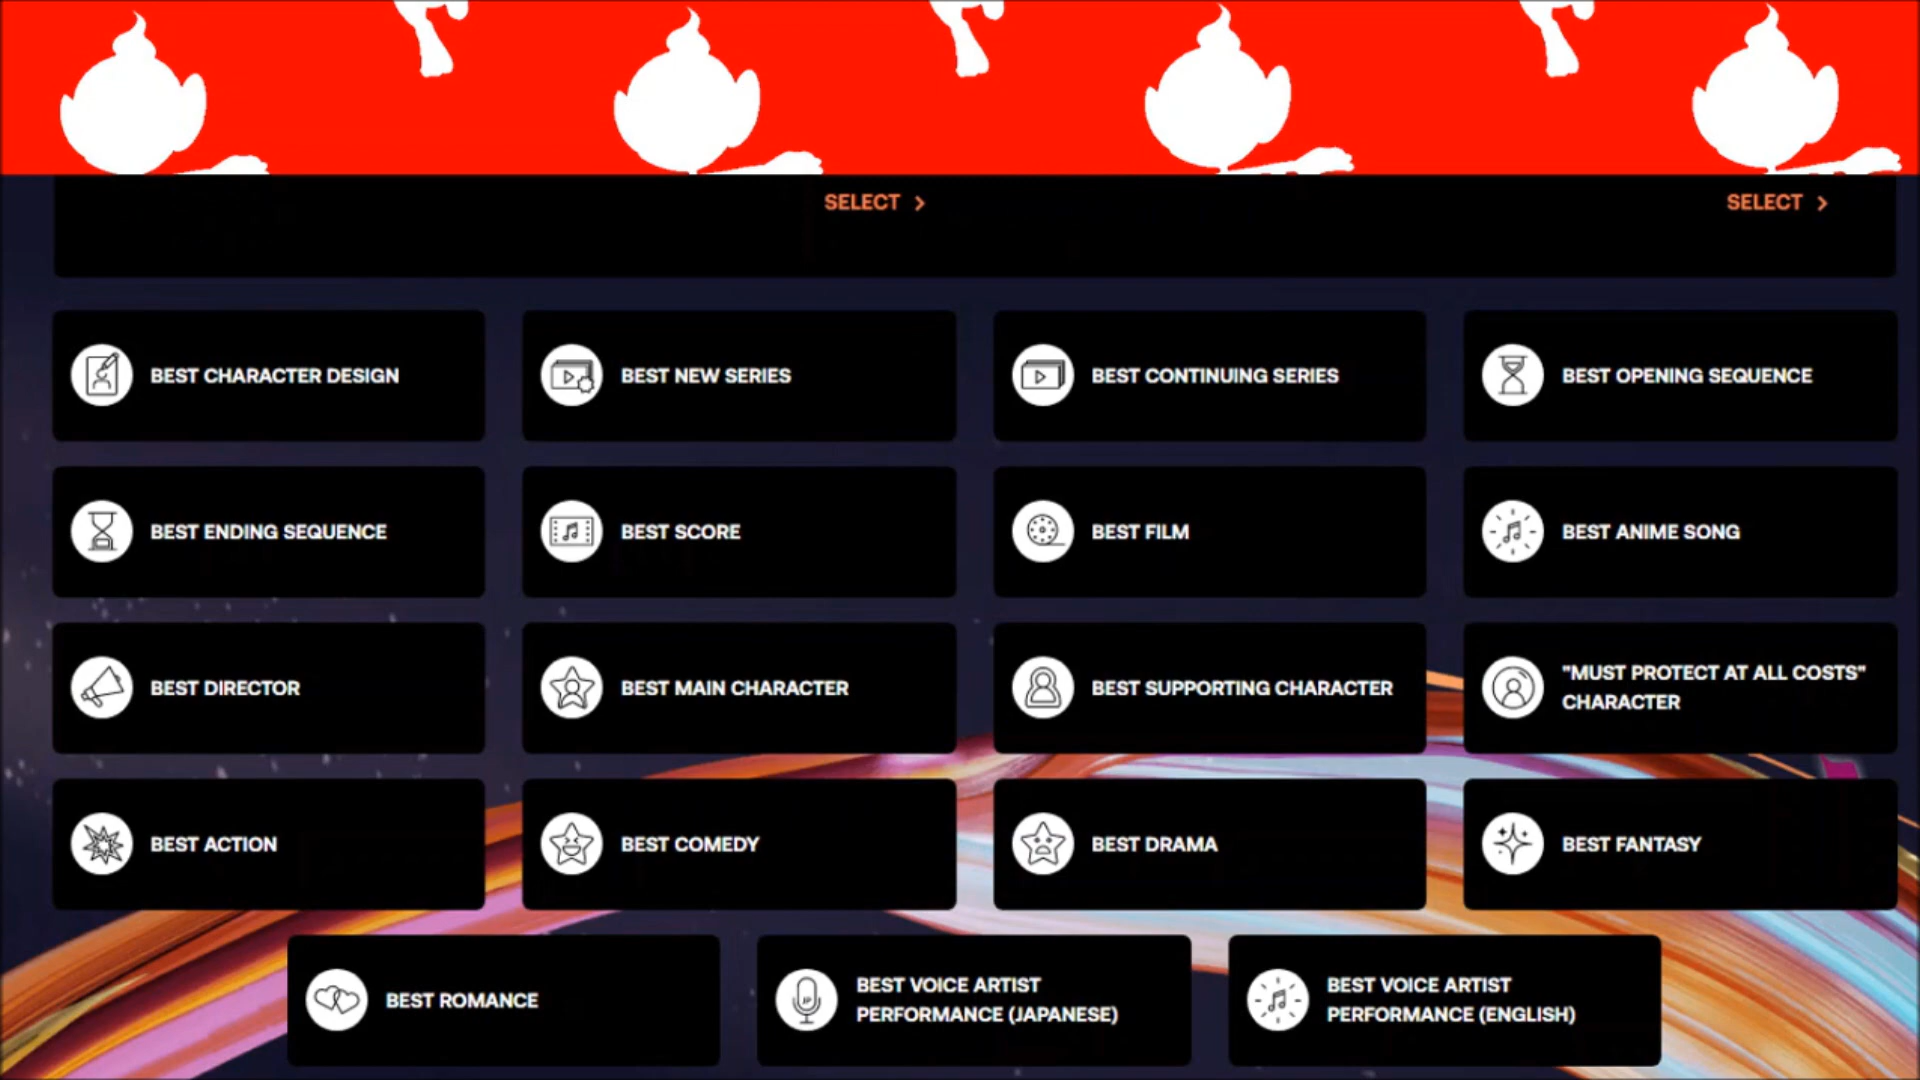 SELECT >
SELECT >
BEST CHARACTER DESIGN
BEST NEW SERIES
BEST CONTINUING SERIES
BEST OPENING SEQUENCE
BEST ENDING SEQUENCE
BEST SCORE
BEST FILM
BEST ANIME SONG
BEST DIRECTOR
BEST MAIN CHARACTER
BEST SUPPORTING CHARACTER
"MUST PROTECT AT ALL COSTS"
CHARACTER
BEST ACTION
BEST COMEDY
BEST DRAMA
BEST FANTASY
BEST ROMANCE
JP
BEST VOICE ARTIST
PERFORMANCE (JAPANESE)
BEST VOICE ARTIST
PERFORMANCE (ENGLISH)